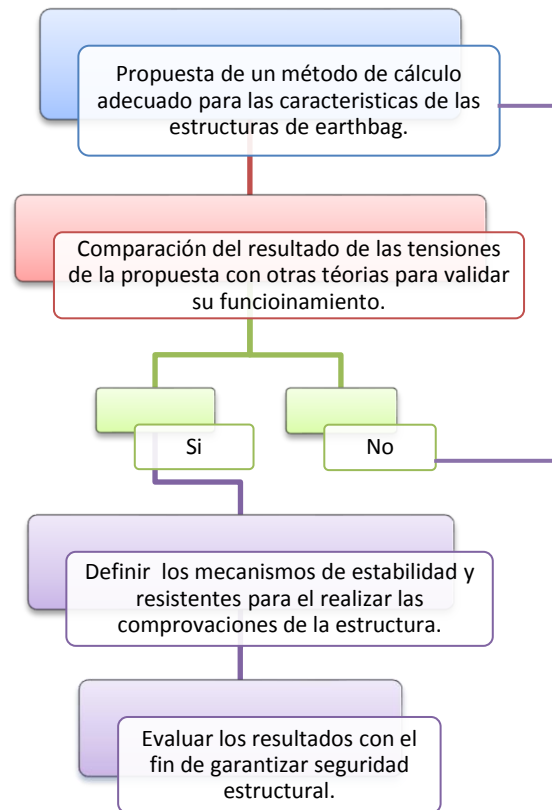 Propuesta de un método de cálculo
adecuado para las caracteristicas de las
estructuras de earthbag.
Comparación del resultado de las tensiones
de la propuesta con otras téorias para validar
su funcioinamiento.
Si
No
Definir los mecanismos de estabilidad y
resistentes para el realizar las
comprovaciones de la estructura.
Evaluar los resultados con el
fin de garantizar seguridad
estructural.